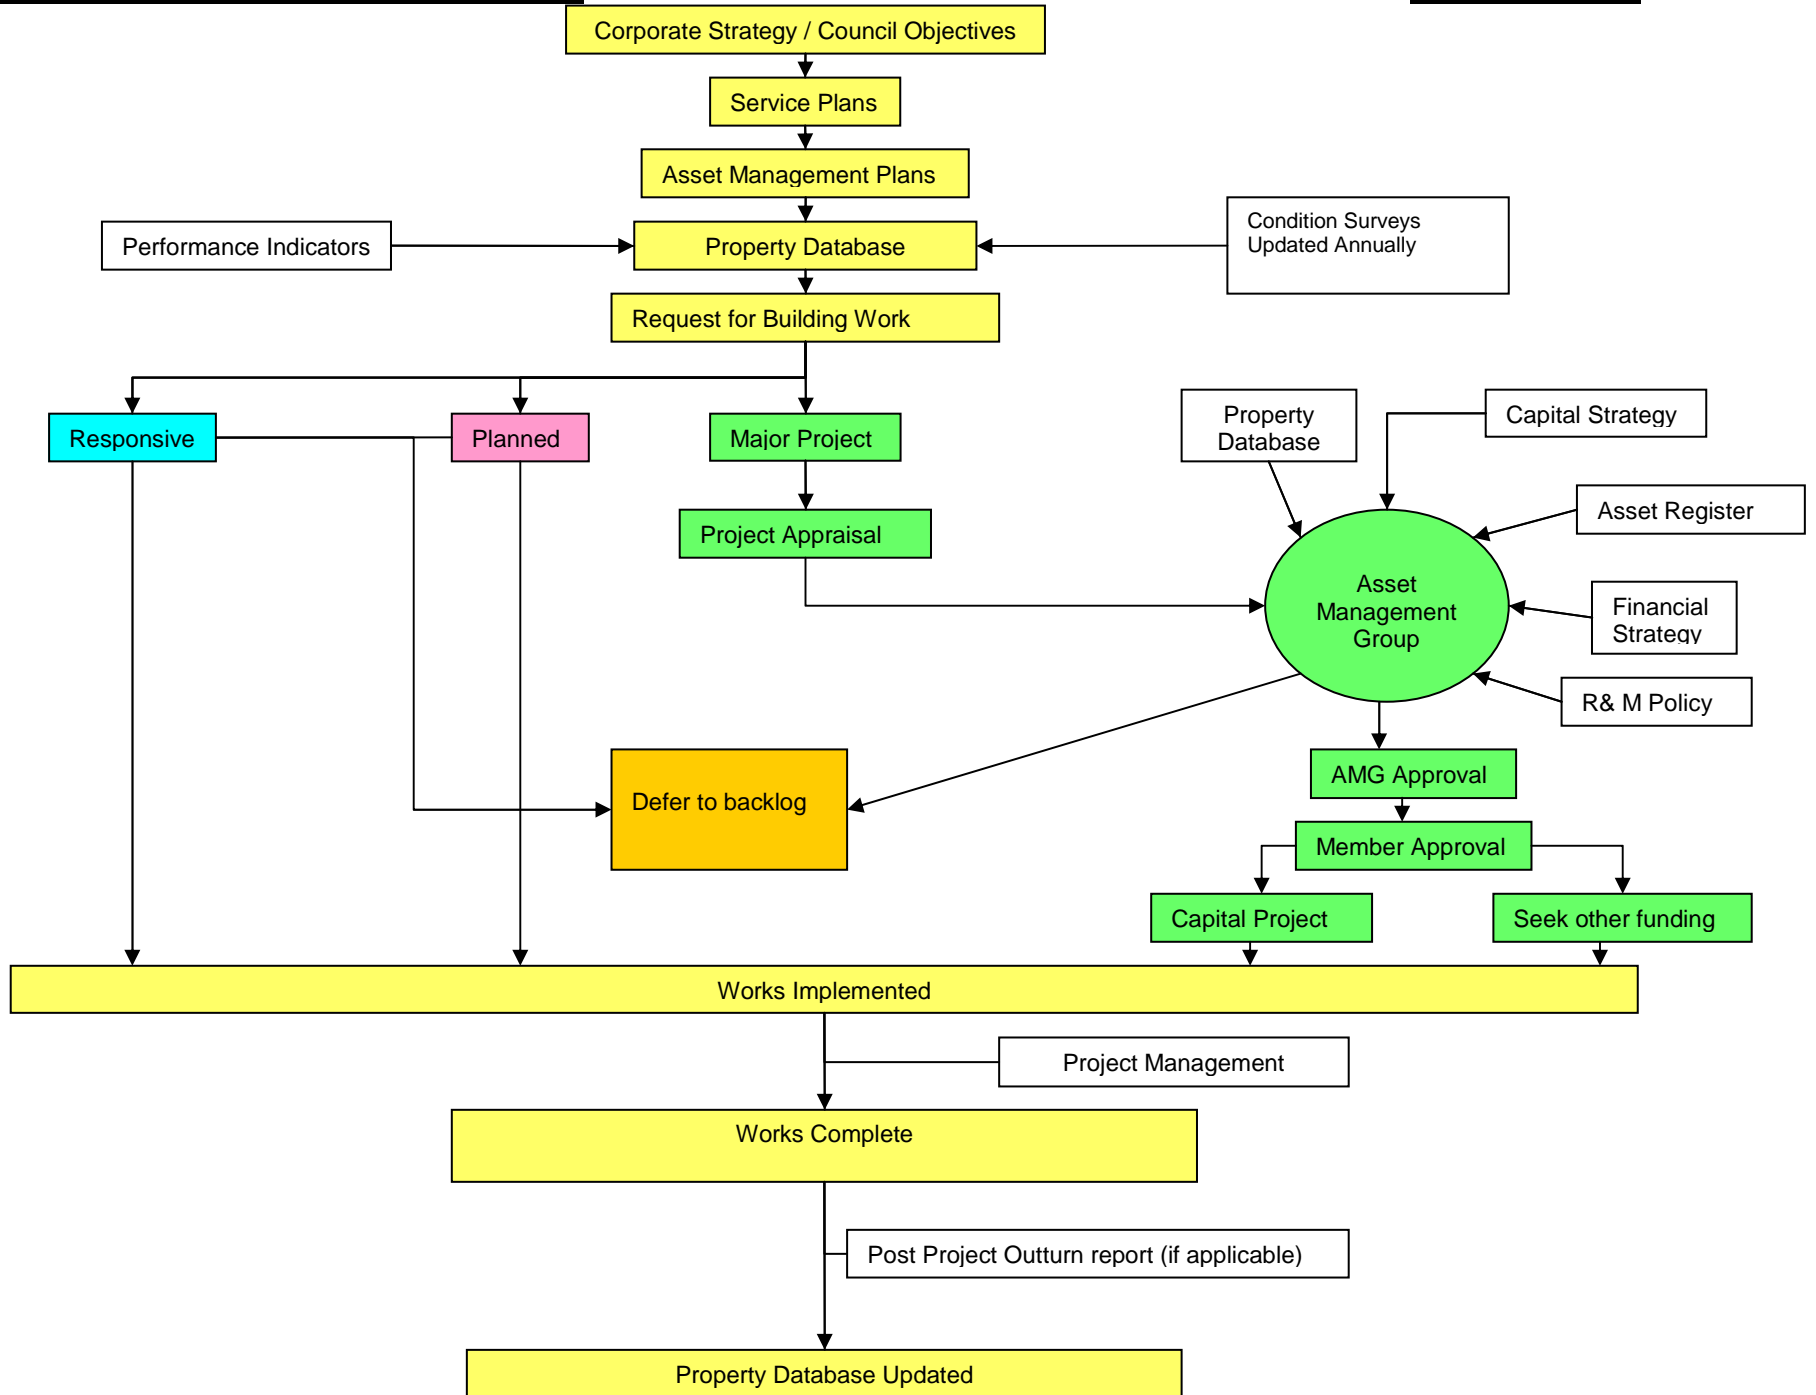 Corporate Strategy / Council Objectives
Service Plans
Asset Management Plans
Performance Indicators
Property Database
Condition Surveys
Updated Annually
Request for Building Work
Responsive
Planned
Major Project
Property
Database
Capital Strategy
Project Appraisal
Asset Register
Asset
Management
Group
Financial
Strategy
R& M Policy
Defer to backlog
AMG Approval
Member Approval
Capital Project
Seek other funding
Works Implemented
Project Management
Works Complete
Post Project Outturn report (if applicable)
Property Database Updated